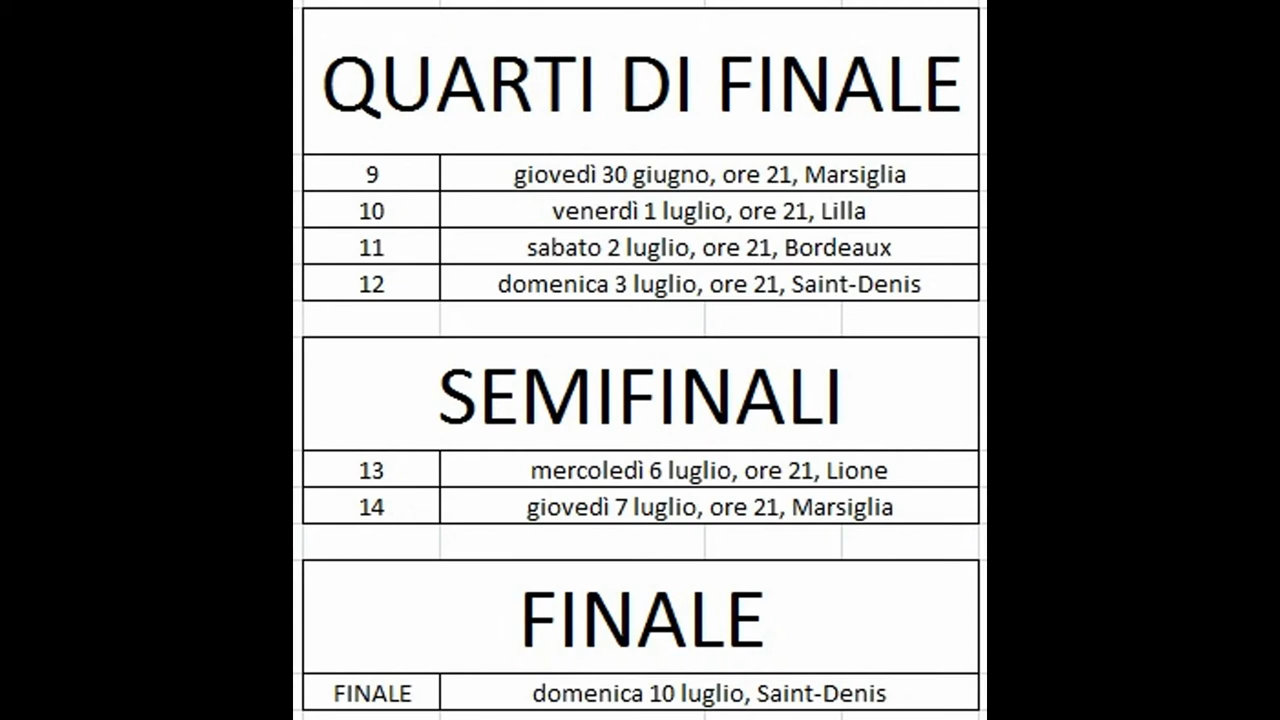 QUARTI DI FINALE
9 giovedì 30 giugno, ore 21, Marsiglia
10 venerdì 1 luglio, ore 21, Lilla
11 sabato 2 luglio, ore 21, Bordeaux
12 domenica 3 luglio, ore 21, Saint-Denis
SEMIFINALI
13 mercoledì 6 luglio, ore 21, Lione
14 giovedì 7 luglio, ore 21, Marsiglia
FINALE
FINALE domenica 10 luglio, Saint-Denis